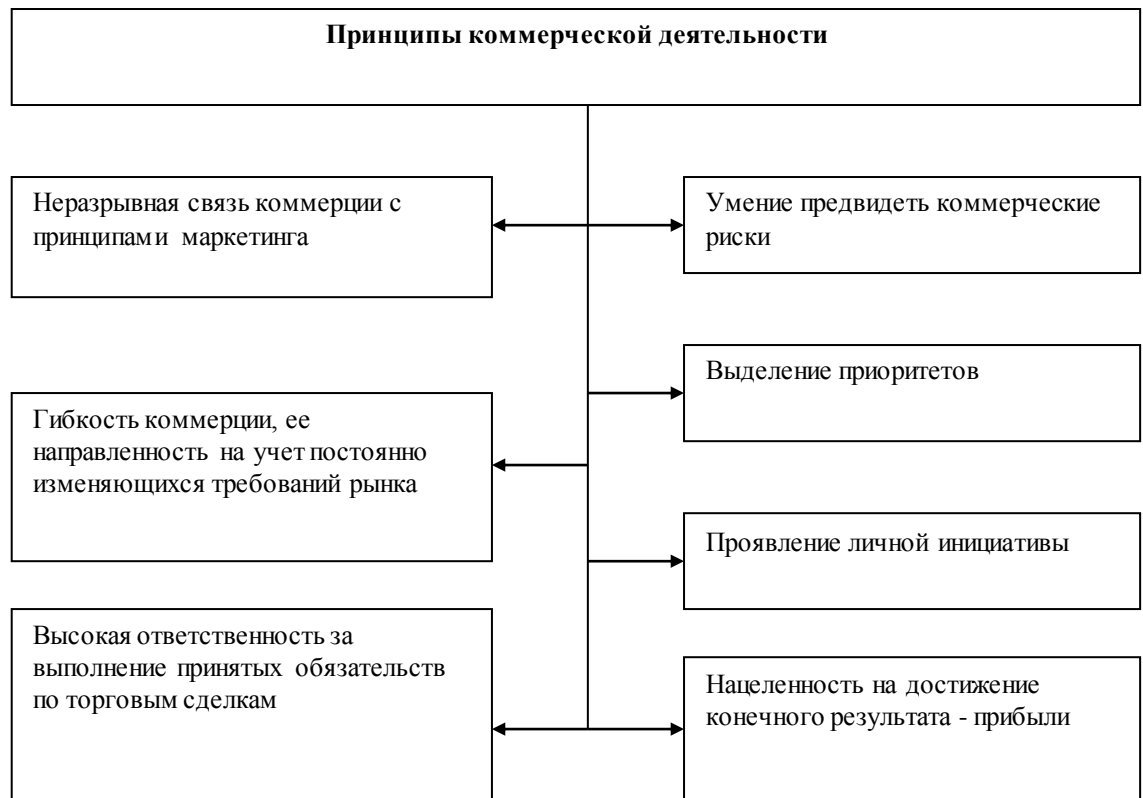 Принципы коммерческой деятельности
Неразрывная связь коммерции с
принципами маркетинга
Умение предвидеть коммерческие
риски
Выделение приоритетов
Гибкость коммерции, ее
направленность на учет постоянно
изменяющихся требований рынка
Проявление личной инициативы
Высокая ответственность за
выполнение принятых обязательств
по торговым сделкам
Нацеленность на достижение
конечного результата - прибыли